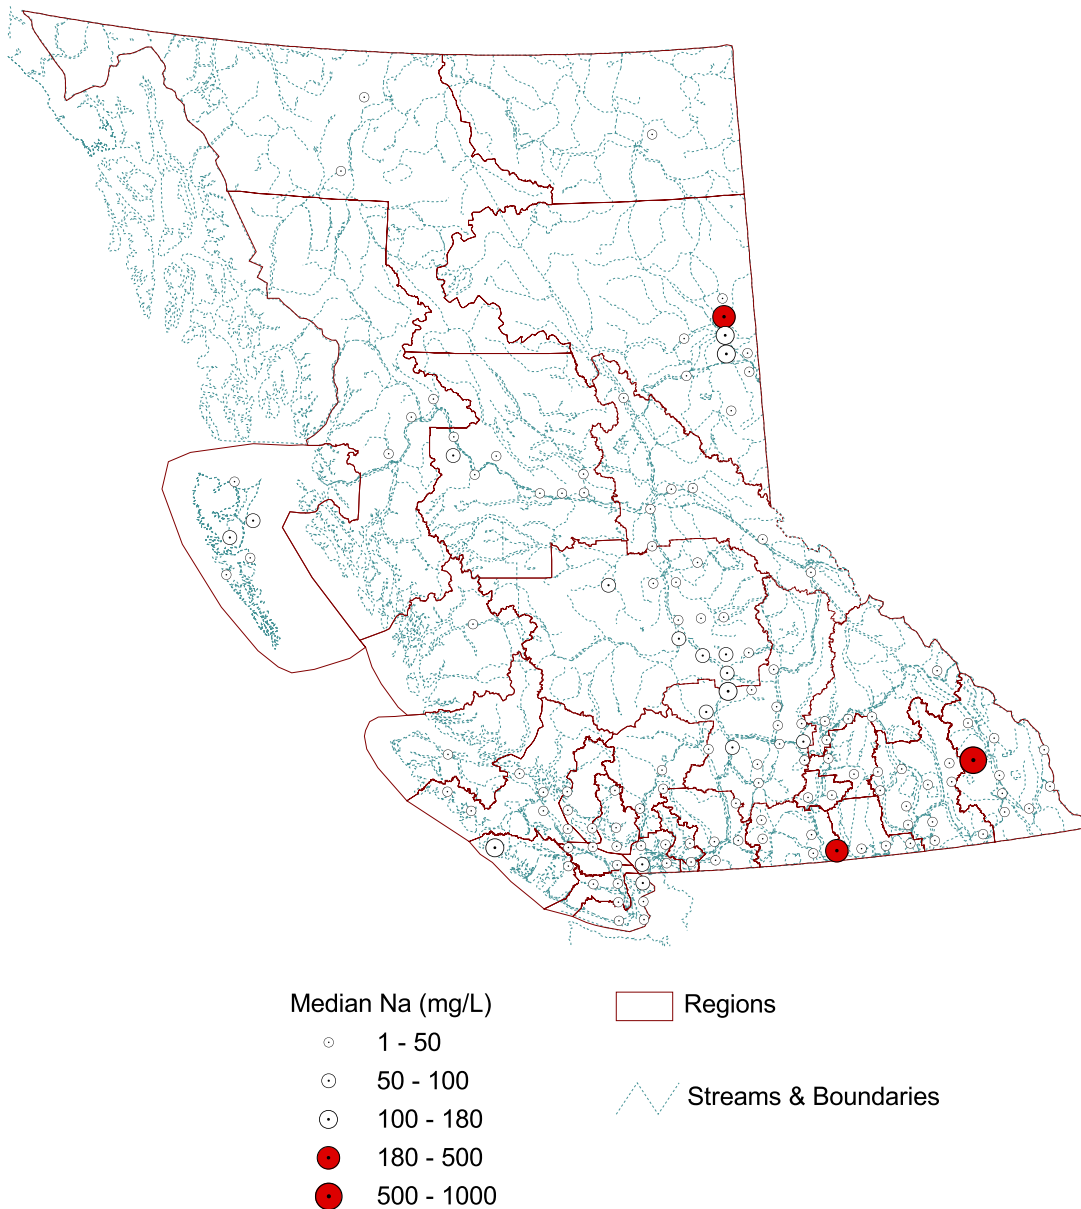 Median Na (mg/L)
1 - 50
50 - 100
100 - 180
180 - 500
500 - 1000
Regions
Streams & Boundaries